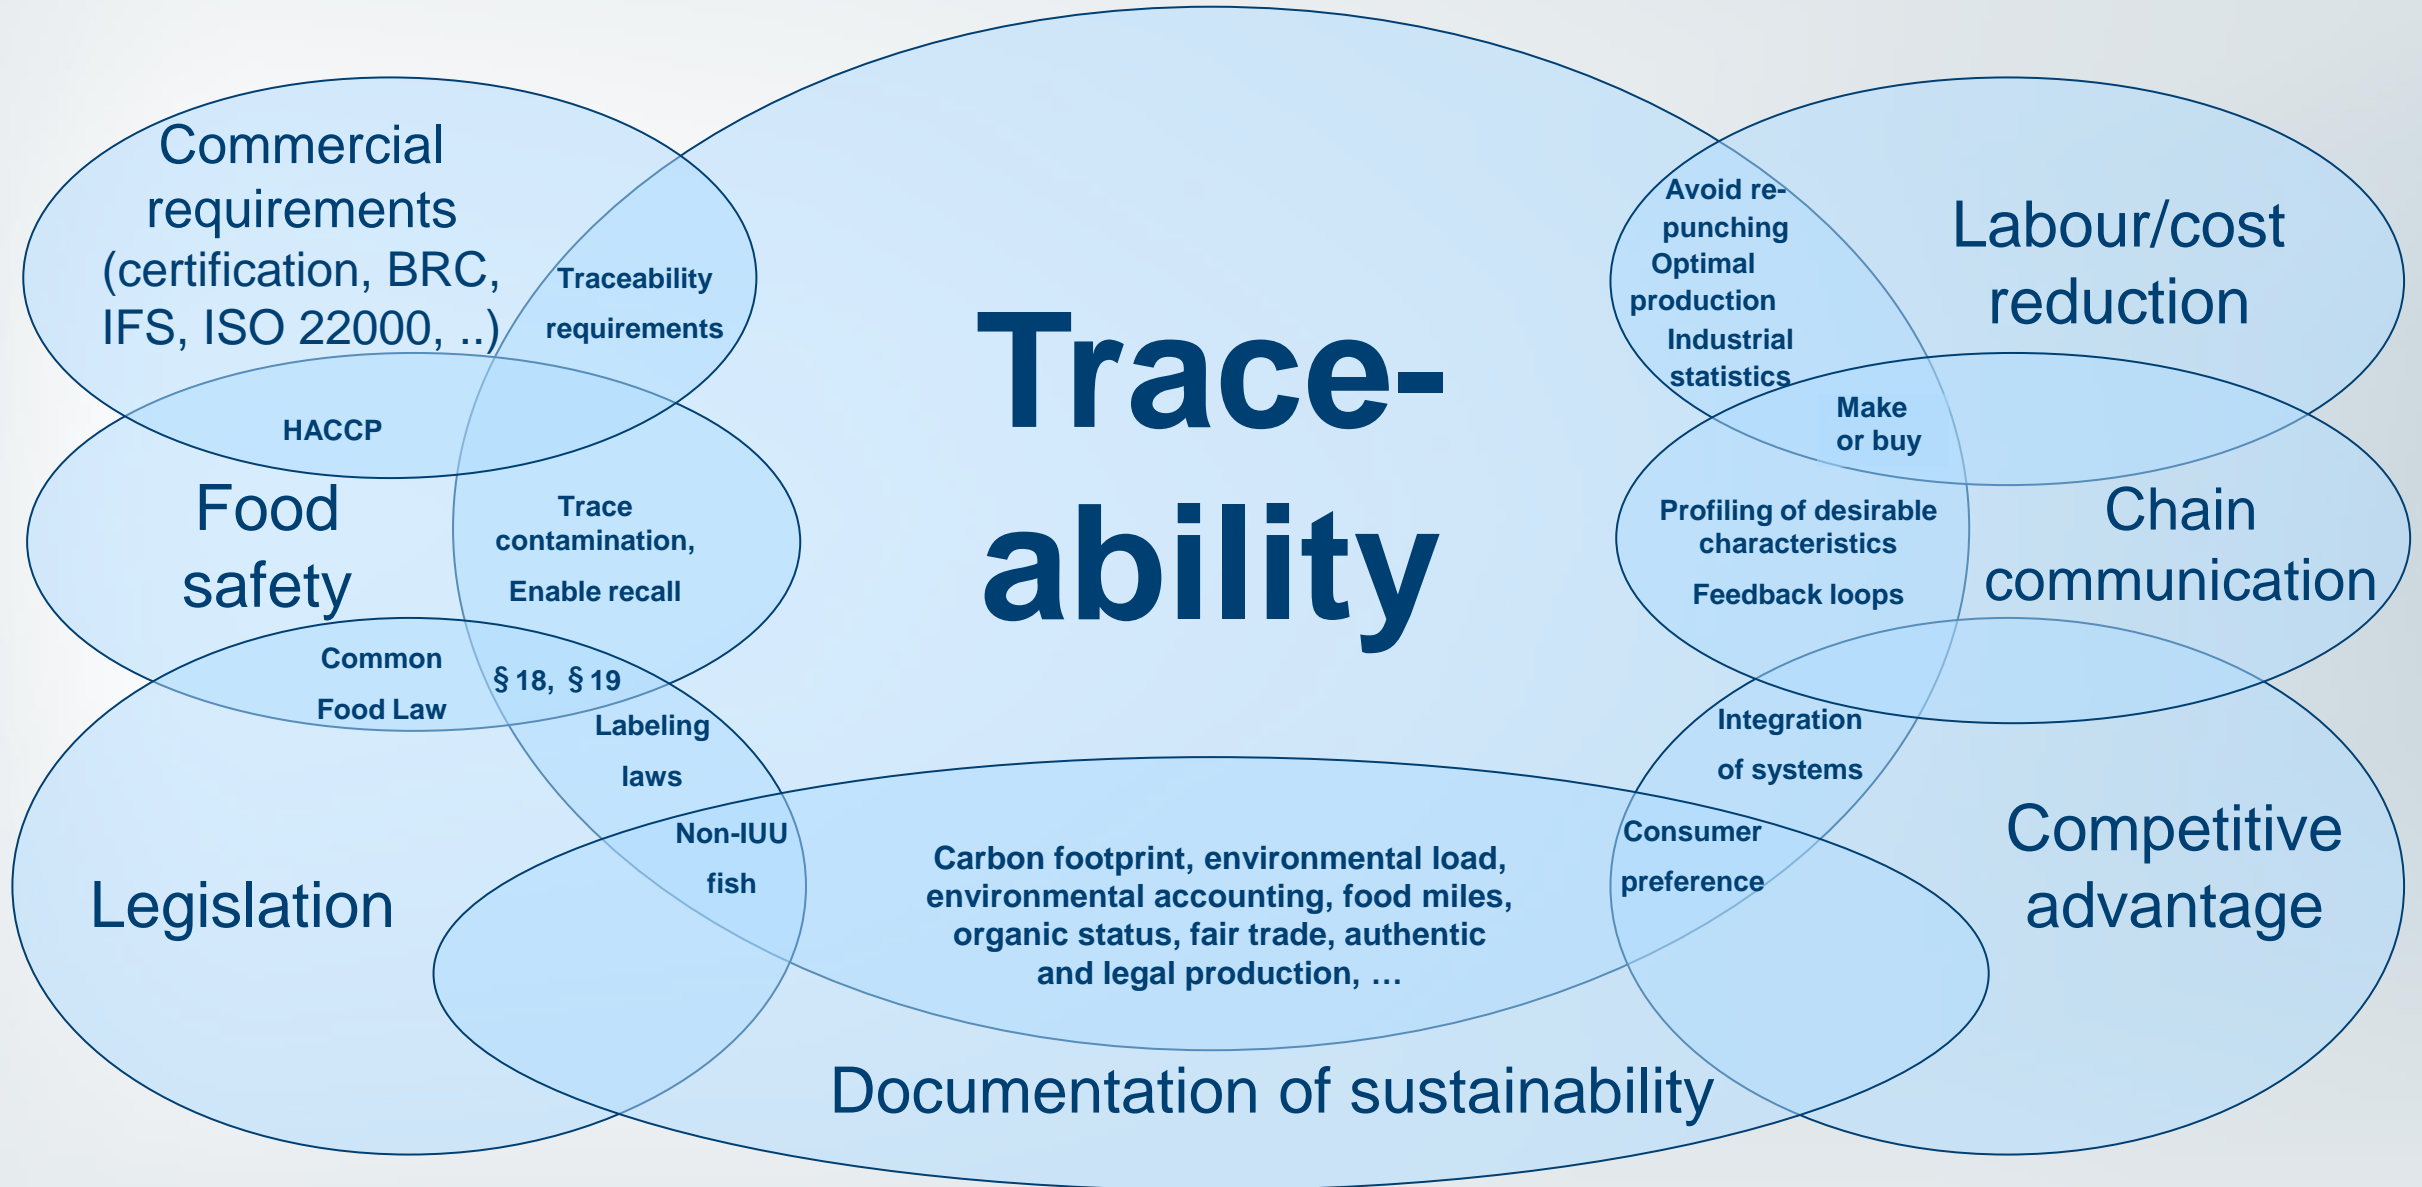 Commercial
requirements
(certification, BRC,
IFS, ISO 22000, ..)
Traceability
requirements
HACCP
Food
safety
Trace
contamination,
Enable recall
Common
Food Law
§ 18, § 19
Labeling
laws
Legislation
Non-IUU
fish
Trace-
ability
Carbon footprint, environmental load,
environmental accounting, food miles,
organic status, fair trade, authentic
and legal production, …
Documentation of sustainability
Avoid re-
punching
Optimal
production
Industrial
statistics
Labour/cost
reduction
Make
or buy
Profiling of desirable
characteristics
Feedback loops
Chain
communication
Integration
of systems
Consumer
preference
Competitive
advantage